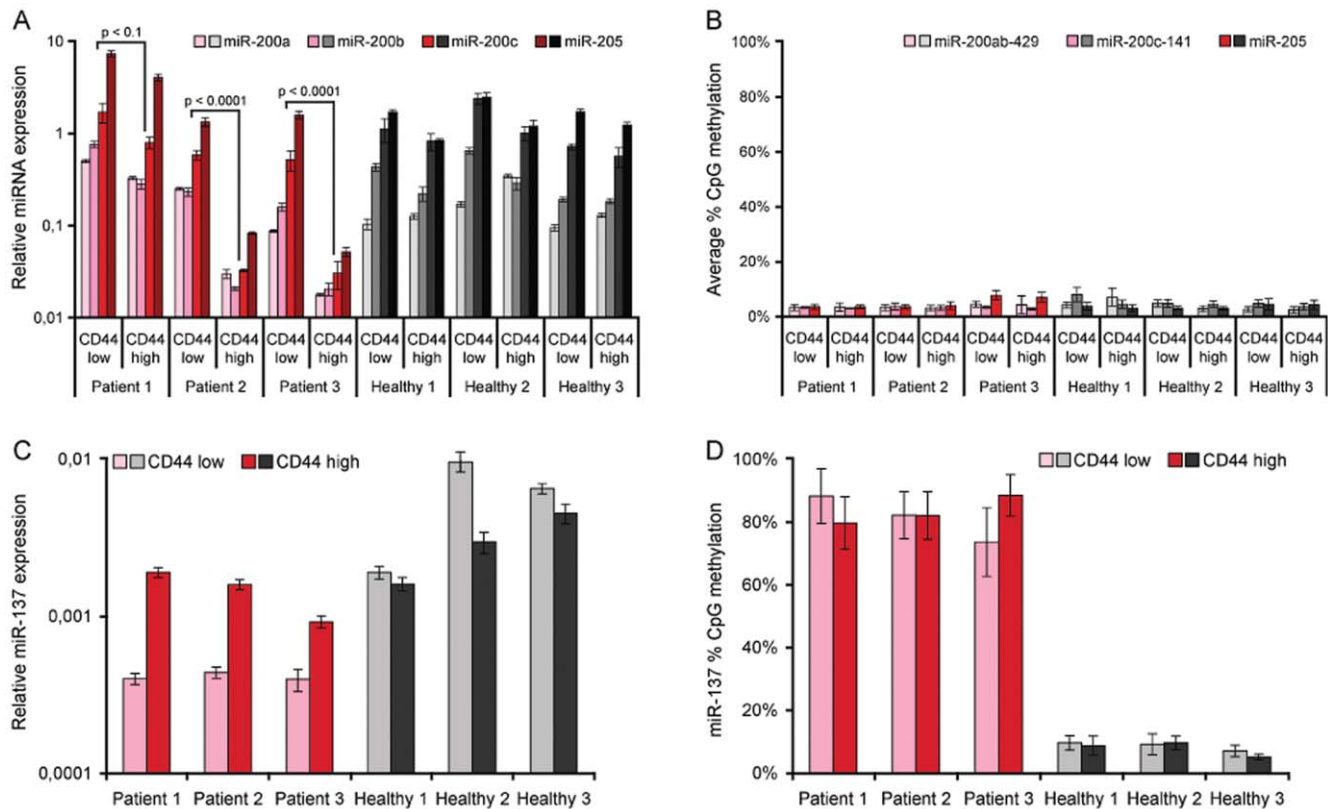 A
p < 0.1
miR-200a miR-200b miR-200c miR-205
10
1
0,1
0,01
Relative miRNA expression
p < 0.0001
p < 0.0001
CD44 low CD44 high CD44 low CD44 high CD44 low CD44 high CD44 low CD44 high CD44 low CD44 high CD44 low CD44 high
Patient 1 Patient 2 Patient 3 Healthy 1 Healthy 2 Healthy 3
B
miR-200ab-429 miR-200c-141 miR-205
100%
80%
60%
40%
20%
0%
Average % CpG methylation
CD44 low CD44 high CD44 low CD44 high CD44 low CD44 high CD44 low CD44 high CD44 low CD44 high CD44 low CD44 high
Patient 1 Patient 2 Patient 3 Healthy 1 Healthy 2 Healthy 3
C
CD44 low CD44 high
0,01
0,001
0,0001
Relative miR-137 expression
Patient 1 Patient 2 Patient 3 Healthy 1 Healthy 2 Healthy 3
D
CD44 low CD44 high
100%
80%
60%
40%
20%
0%
miR-137 % CpG methylation
Patient 1 Patient 2 Patient 3 Healthy 1 Healthy 2 Healthy 3